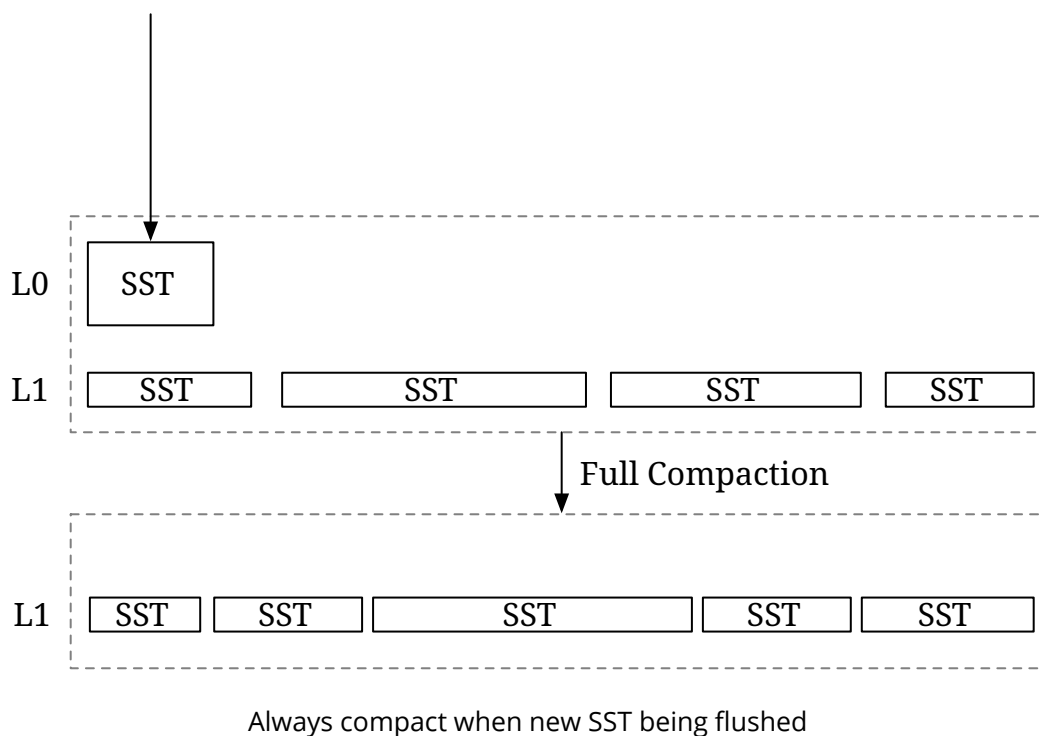 L0 SST
L1 SST SST SST SST
Full Compaction
L1 SST SST SST SST SST
Always compact when new SST being flushed